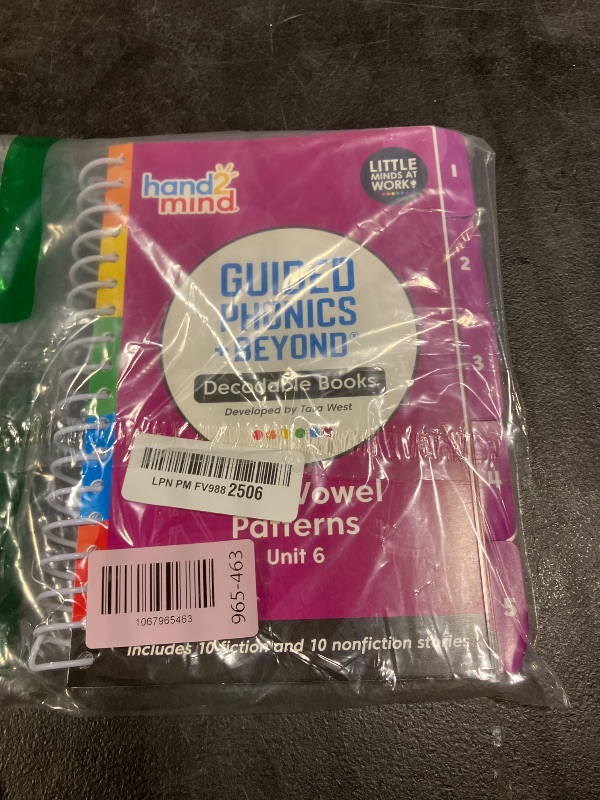 hand2mind
LITTLE
MINDS AT
WORK!
1
2
3
4
5
GUIDED
PHONICS
+BEYOND®
Decodable Books
Developed by Tara West
LPN PM FV988 2506
Vowel
Patterns
Unit 6
1067965463
965-463
Includes 10 fiction and 10 nonfiction stories